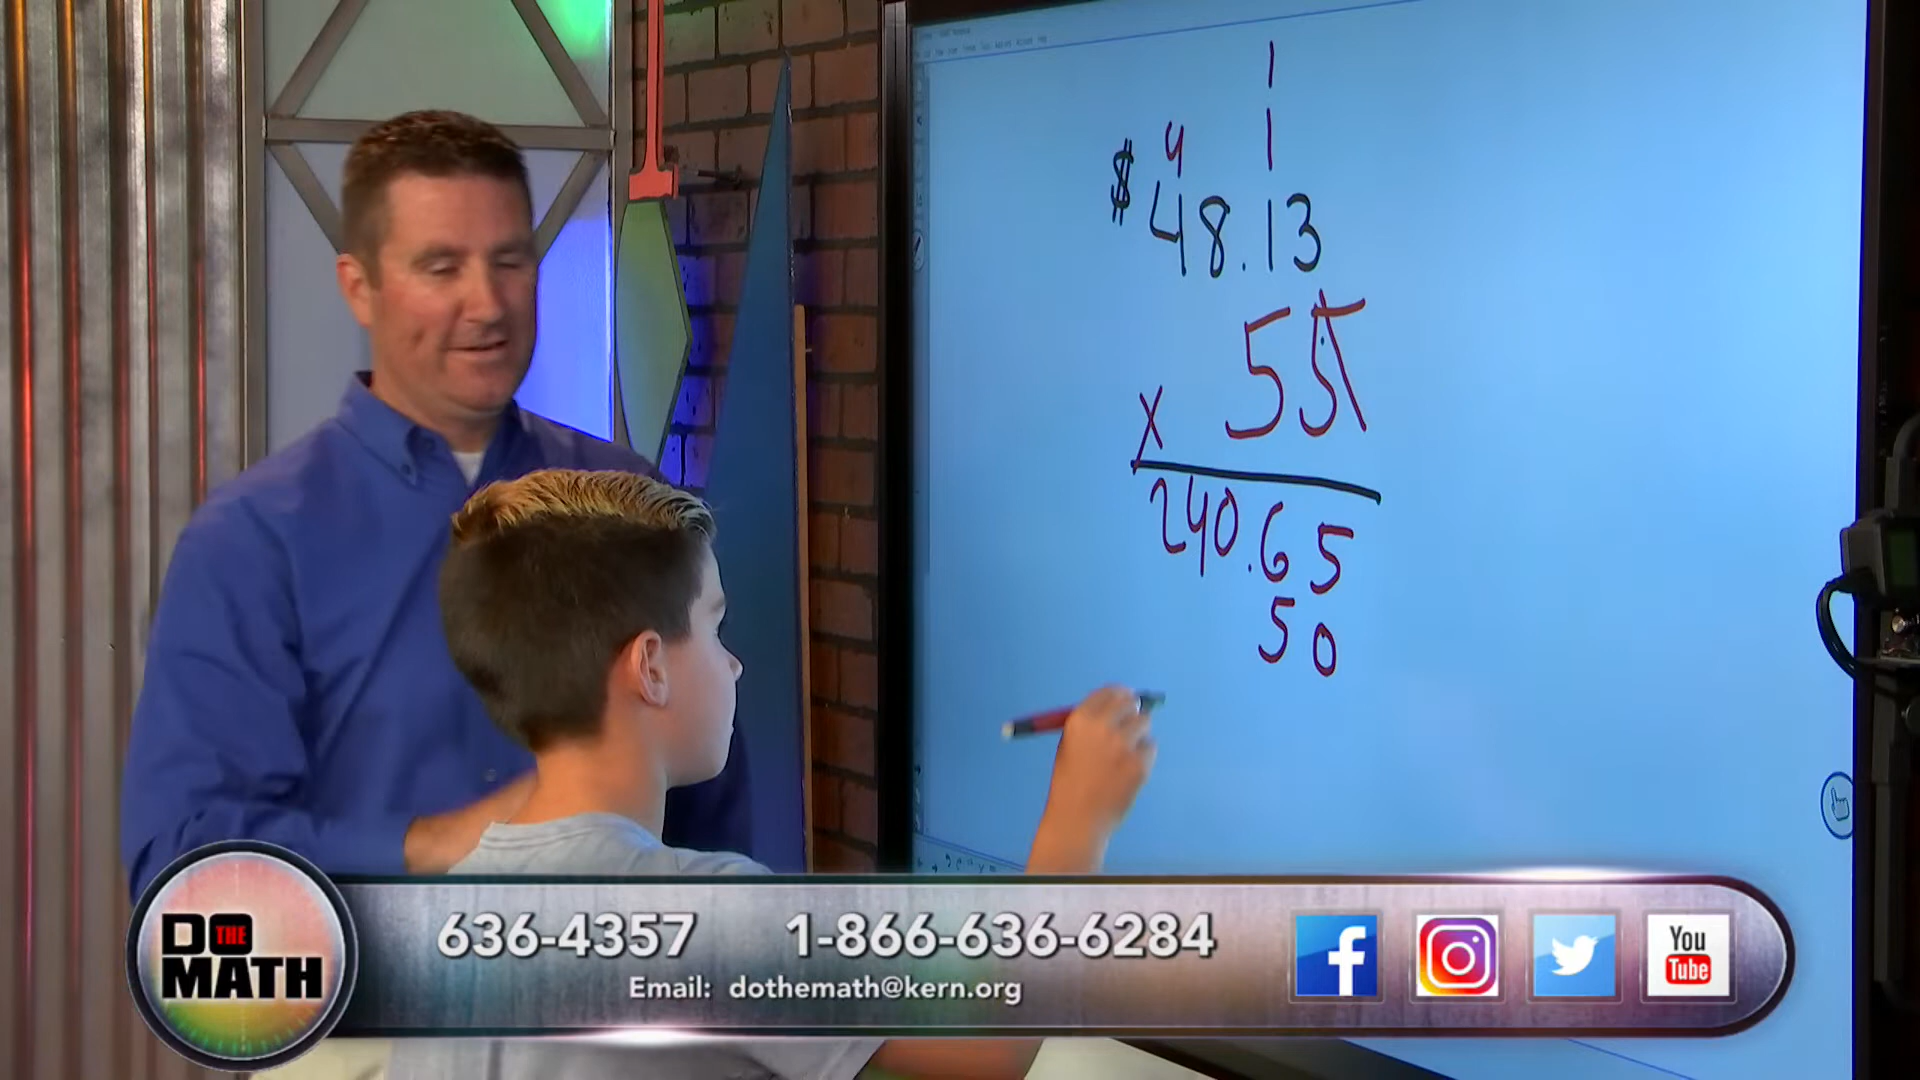 1
4 1
$ 48.13
x 55
240.65
50
DO THE MATH
636-4357 1-866-636-6284
Email: dothemath@kern.org
You Tube